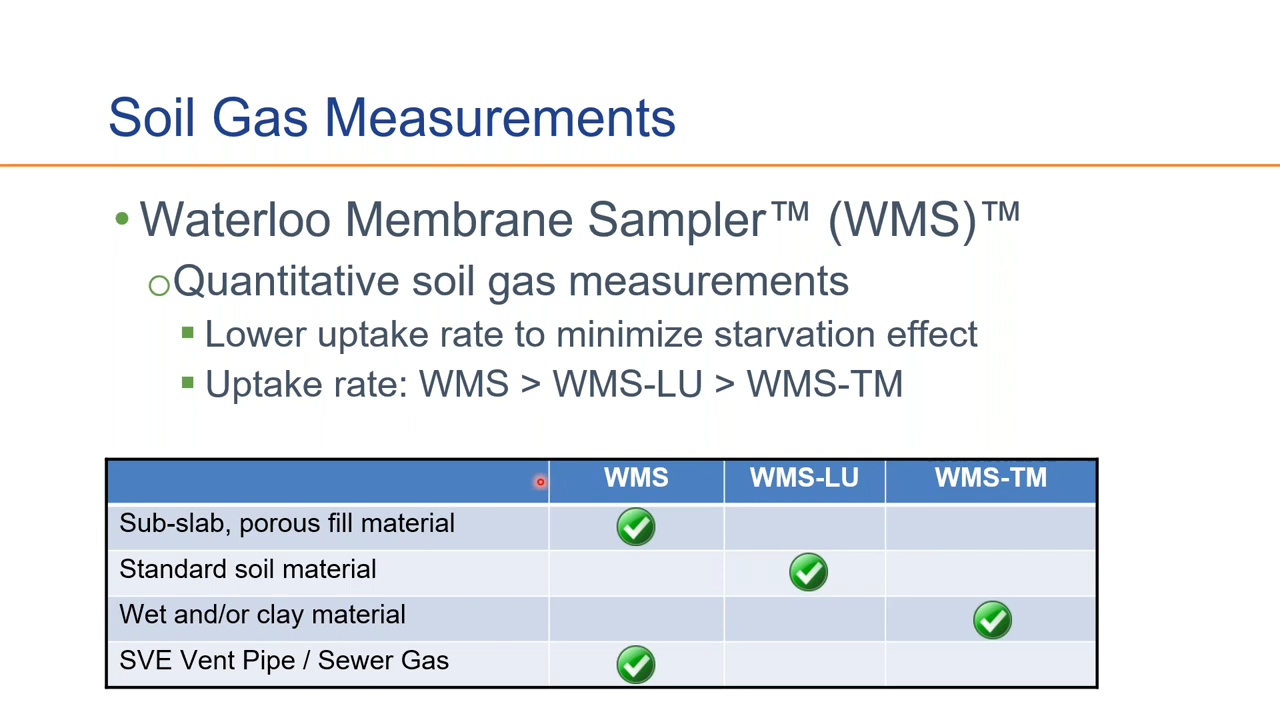 Soil Gas Measurements
• Waterloo Membrane Sampler™ (WMS)™
o Quantitative soil gas measurements
▪ Lower uptake rate to minimize starvation effect
▪ Uptake rate: WMS > WMS-LU > WMS-TM
WMS WMS-LU WMS-TM
Sub-slab, porous fill material
Standard soil material
Wet and/or clay material
SVE Vent Pipe / Sewer Gas